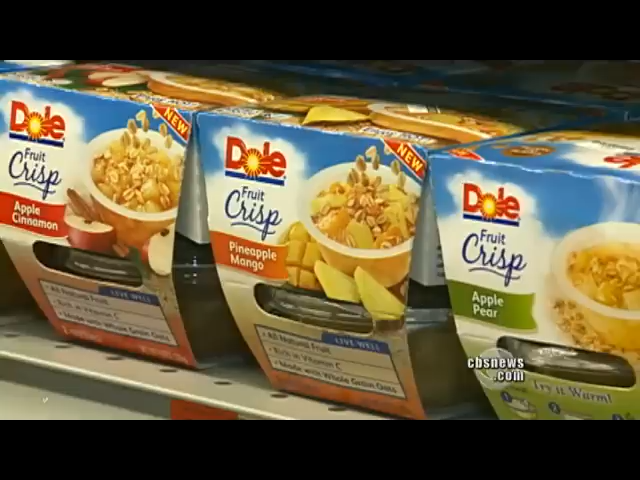 Dole
Fruit
Crisp
Apple
Cinnamon
NEW
LIVE WELL
All Natural Fruit
Rich in Vitamin C
Made with Whole Grain Oats
Dole
Fruit
Crisp
Pineapple
Mango
NEW
LIVE WELL
All Natural Fruit
Rich in Vitamin C
Made with Whole Grain Oats
Dole
Fruit
Crisp
Apple
Pear
Try it Warm!
cbsnews
.com